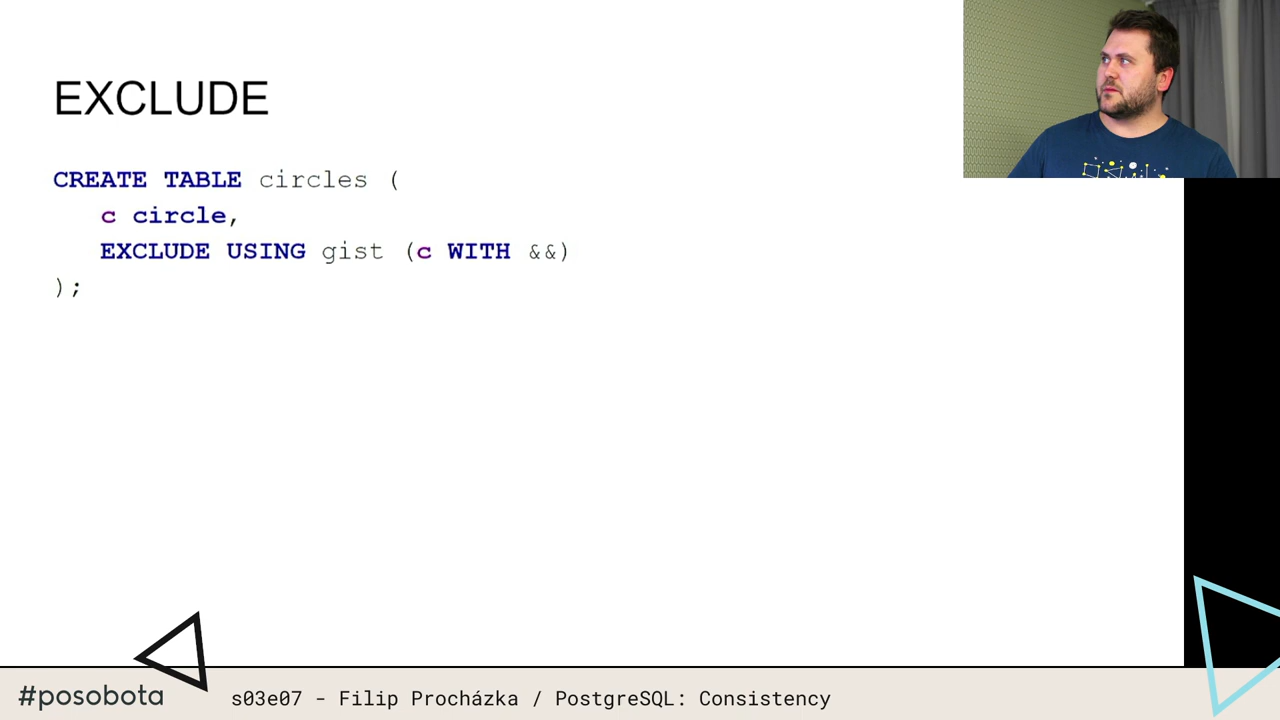 EXCLUDE
CREATE TABLE circles (
c circle,
EXCLUDE USING gist (c WITH &&)
);
#posobota
s03e07 - Filip Procházka / PostgreSQL: Consistency